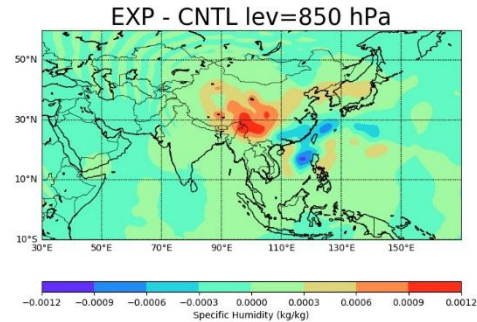 EXP - CNTL lev=850 hPa
50°N
30°N
10°N
10°S
30°E 50°E 70°E 90°E 110°E 130°E 150°E
-0.0012 -0.0009 -0.0006 -0.0003 0.0000 0.0003 0.0006 0.0009 0.0012
Specific Humidity (kg/kg)